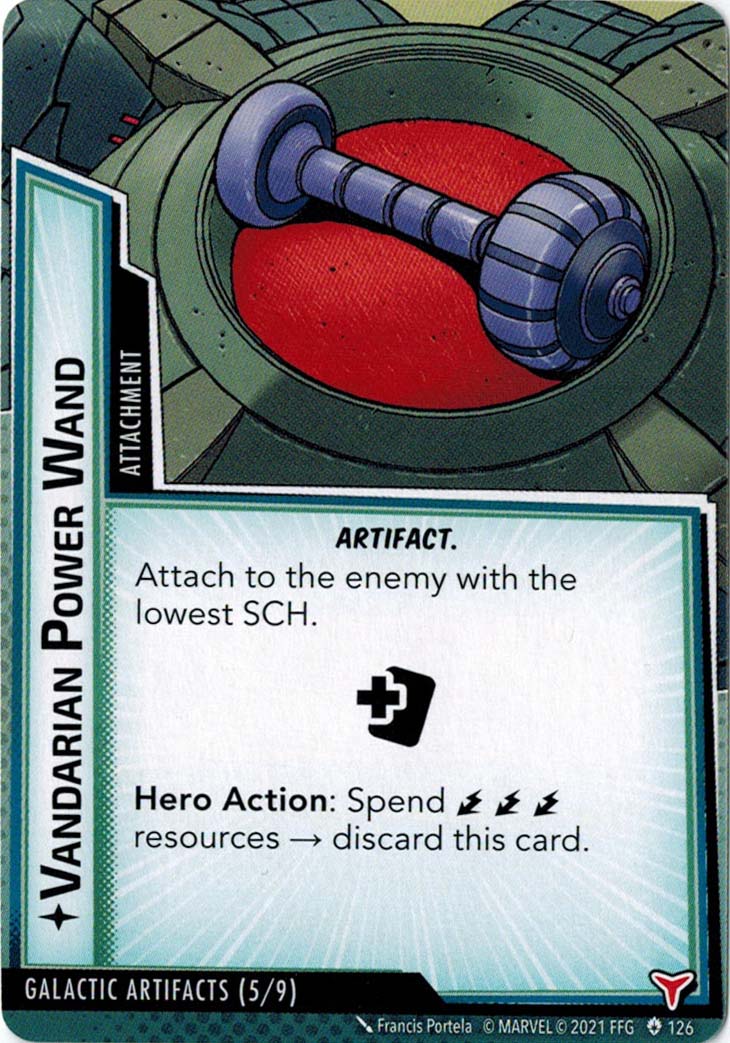 ATTACHMENT
VANDARIAN POWER WAND
ARTIFACT.
Attach to the enemy with the
lowest SCH.
Hero Action: Spend
resources → discard this card.
GALACTIC ARTIFACTS (5/9)
Francis Portela © MARVEL © 2021 FFG 126